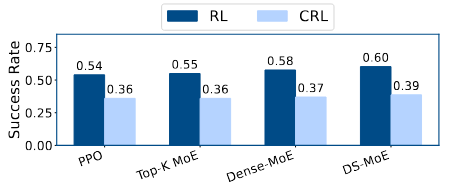 RL CRL
Success Rate
0.75
0.50
0.25
0.00
0.54 0.36 0.55 0.36 0.58 0.37 0.60 0.39
PPO Top-K MoE Dense-MoE DS-MoE